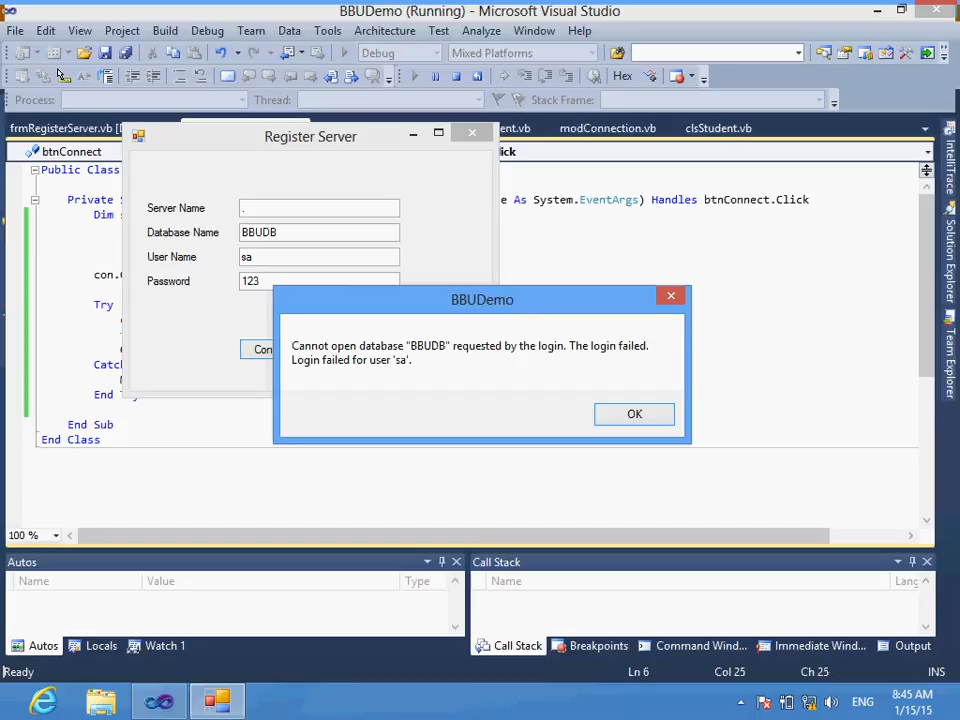 BBUDemo (Running) - Microsoft Visual Studio
File Edit View Project Build Debug Team Data Tools Architecture Test Analyze Window Help
Debug Mixed Platforms
Hex
Process: Thread: Stack Frame:
frmRegisterServer.vb [D ent.vb modConnection.vb clsStudent.vb
Register Server
btnConnect ick
Public Class
Private S e As System.EventArgs) Handles btnConnect.Click
Dim s
con.
Try
Catc
End Try
End Sub
End Class
Server Name .
Database Name BBUDB
User Name sa
Password 123
Con
BBUDemo
Cannot open database "BBUDB" requested by the login. The login failed.
Login failed for user 'sa'.
OK
IntelliTrace
Solution Explorer
Team Explorer
100 %
Autos
Name Value Type
Call Stack
Name Lang
Autos Locals Watch 1
Call Stack Breakpoints Command Wind... Immediate Wind... Output
Ready Ln 6 Col 25 Ch 25 INS
ENG
8:45 AM
1/15/15